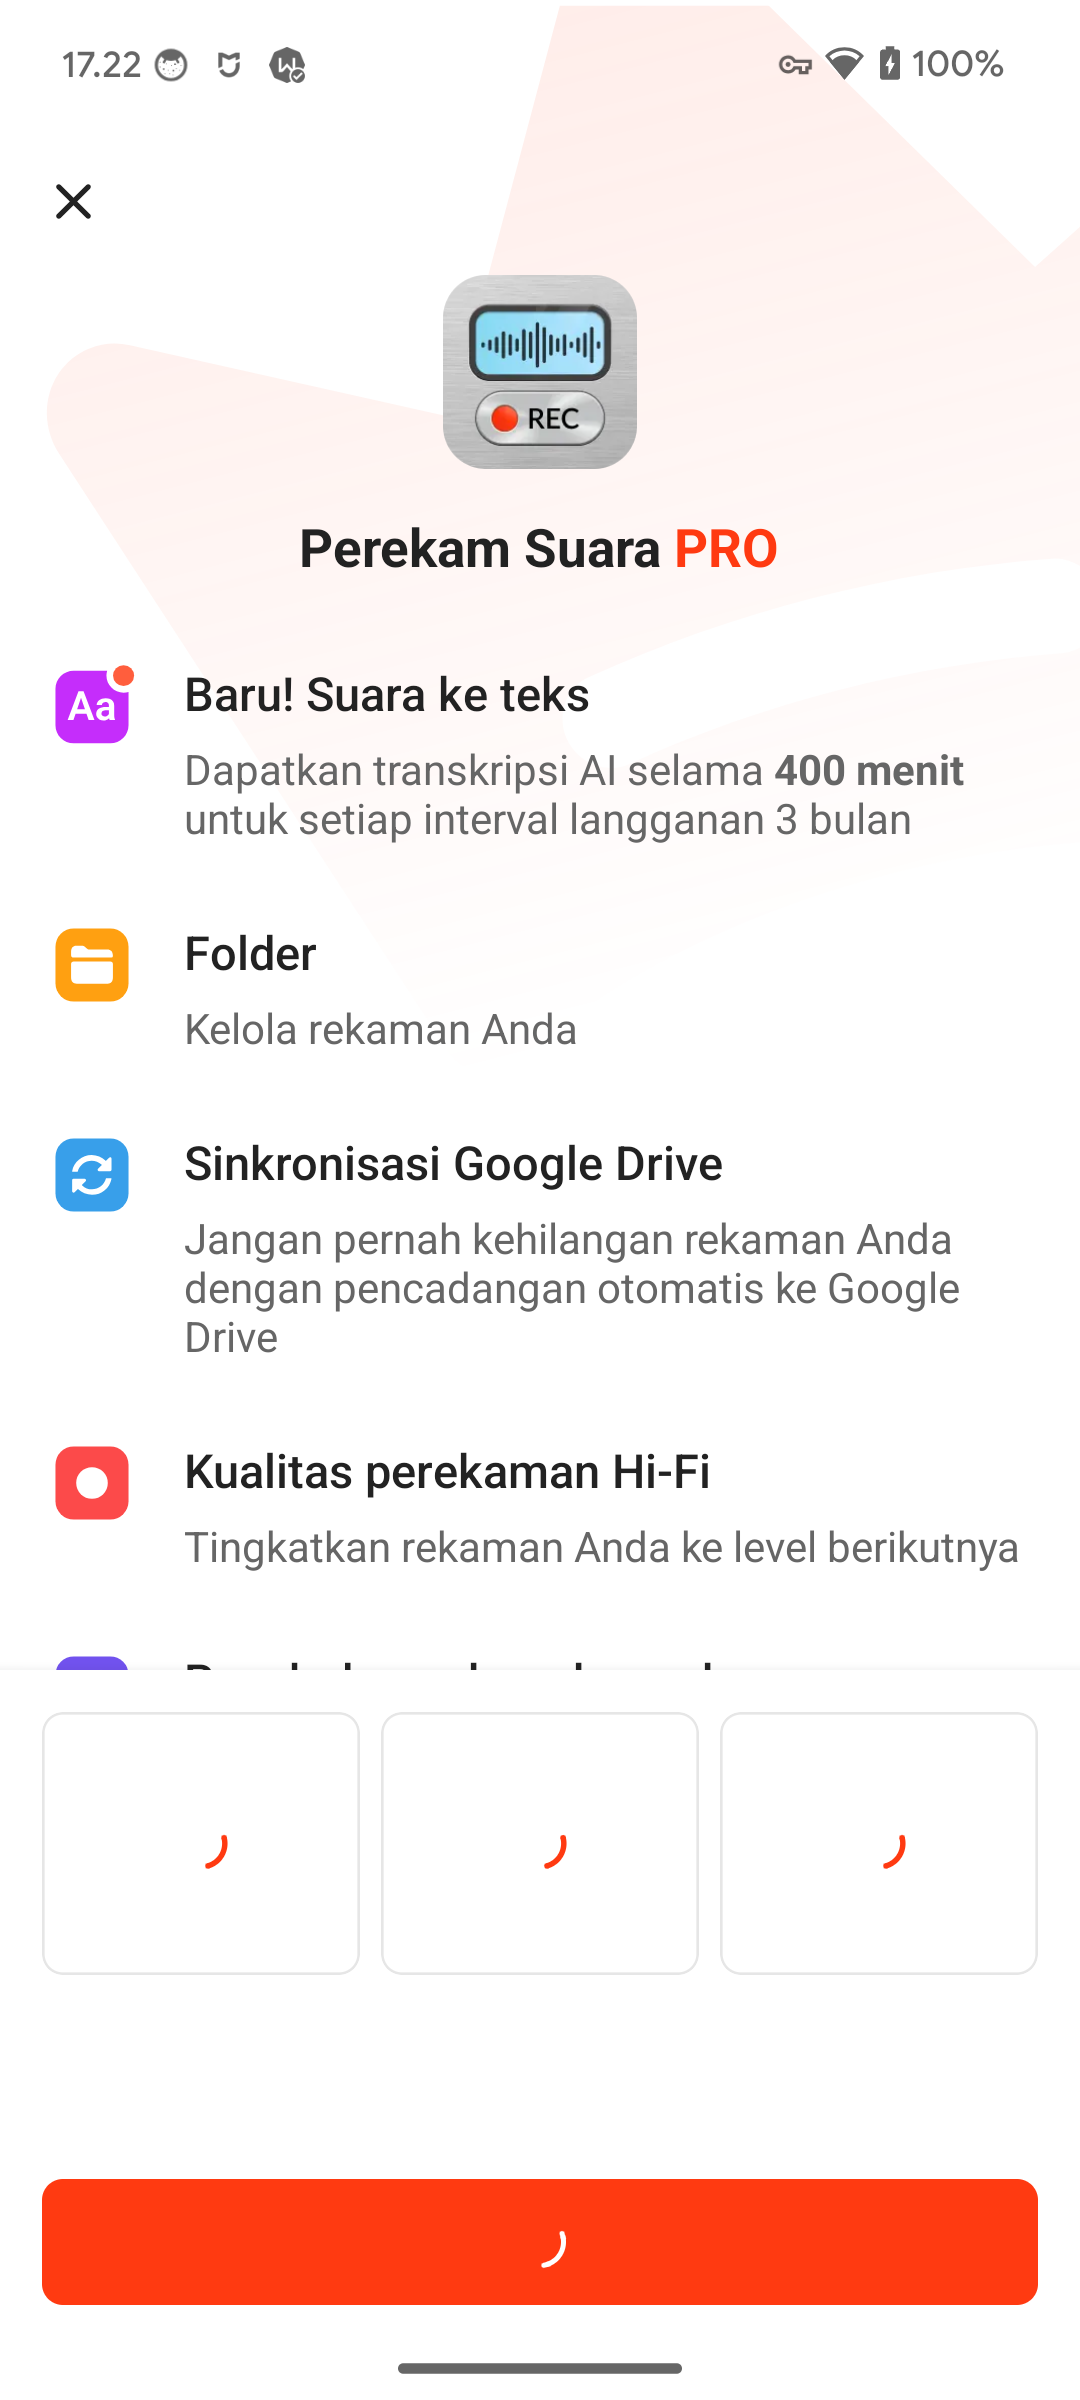 17.22
100%
REC
Perekam Suara PRO
Aa
Baru! Suara ke teks
Dapatkan transkripsi AI selama 400 menit
untuk setiap interval langganan 3 bulan
Folder
Kelola rekaman Anda
Sinkronisasi Google Drive
Jangan pernah kehilangan rekaman Anda
dengan pencadangan otomatis ke Google
Drive
Kualitas perekaman Hi-Fi
Tingkatkan rekaman Anda ke level berikutnya